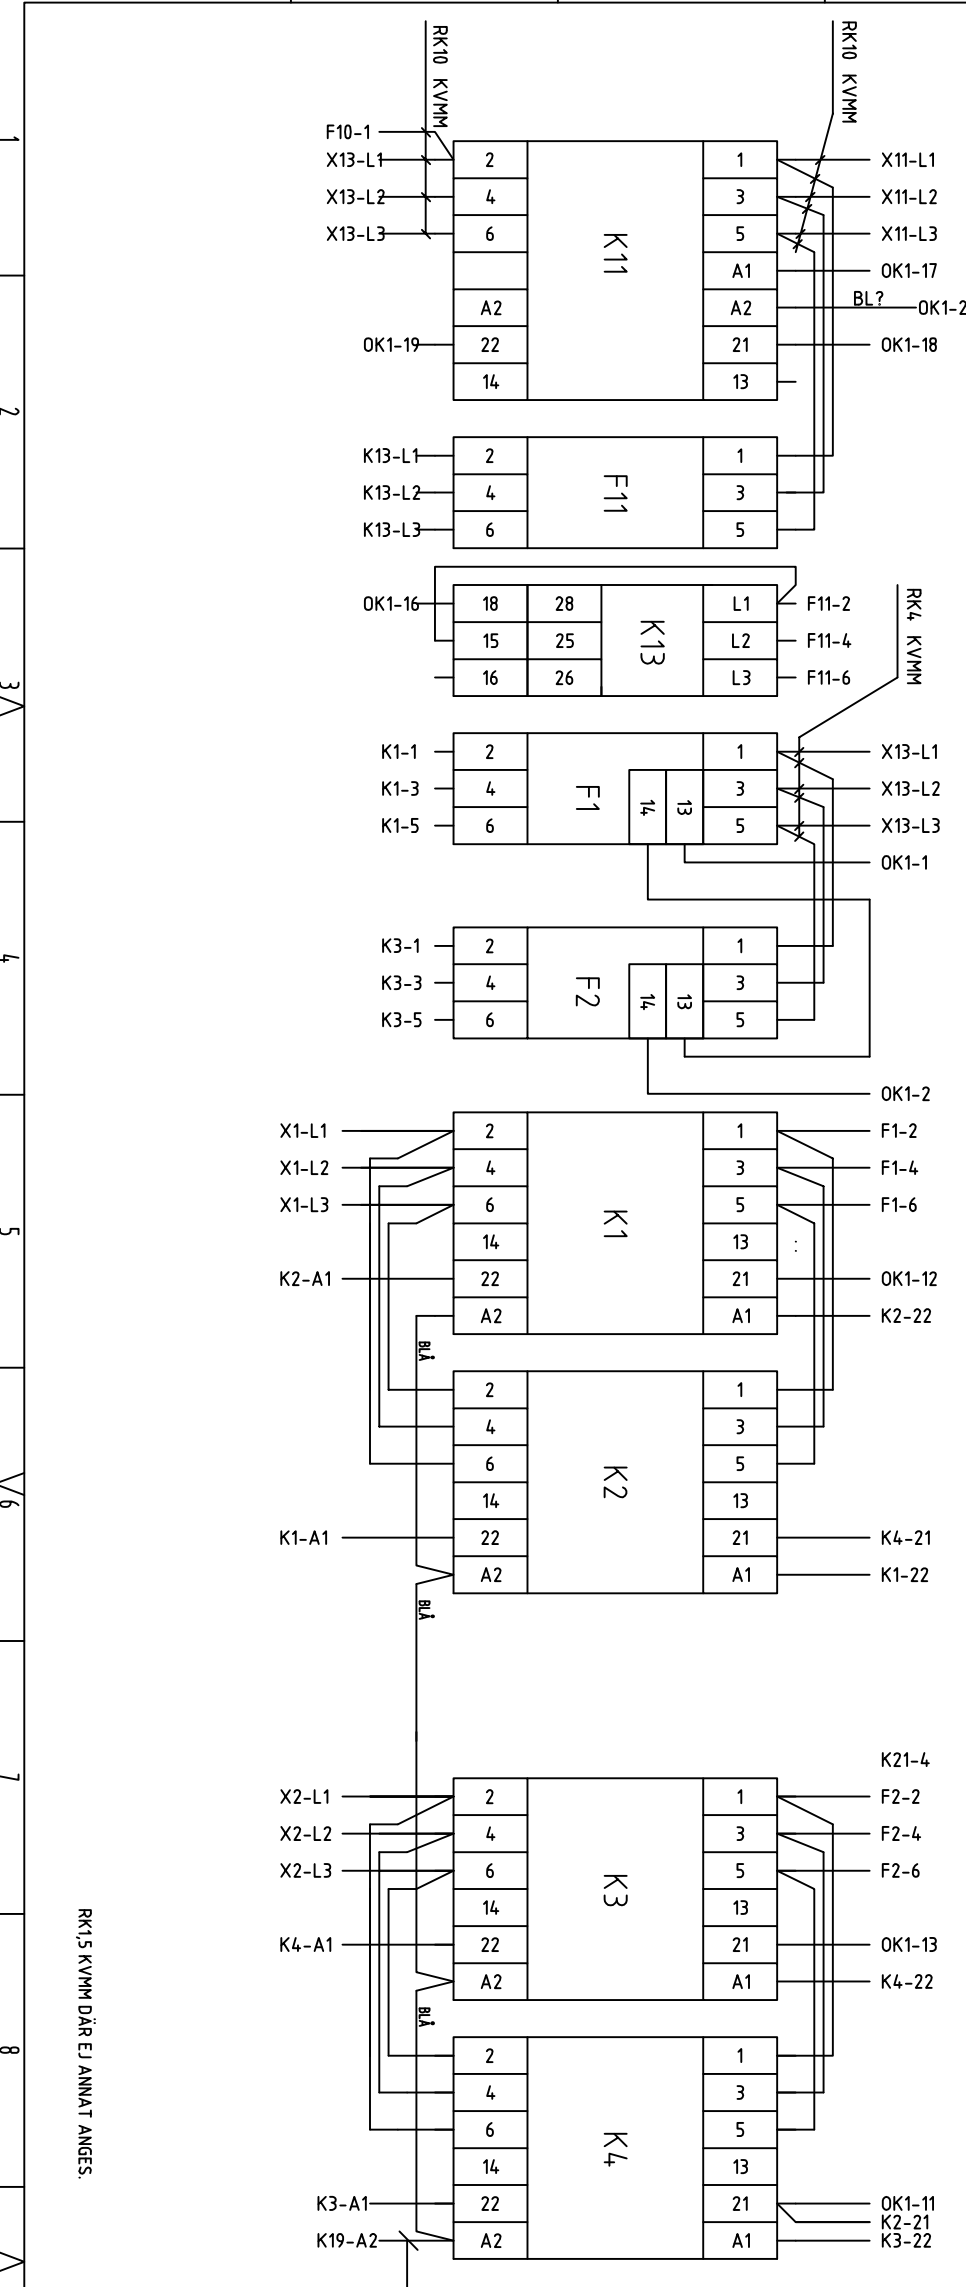 RK10 KVMM
RK10 KVMM
1
F10-1
X13-L1 2 K11 1 X11-L1
X13-L2 4 3 X11-L2
X13-L3 6 5 X11-L3
A1 OK1-17
A2 A2 BL? OK1-2
OK1-19 22 21 OK1-18
14 13
2
K13-L1 2 F11 1
K13-L2 4 3
K13-L3 6 5
OK1-16 18 28 K13 L1 F11-2
15 25 L2 F11-4
16 26 L3 F11-6
RK4 KVMM
3
K1-1 2 F1 1 X13-L1
K1-3 4 14 13 3 X13-L2
K1-5 6 5 X13-L3
OK1-1
4
K3-1 2 F2 1
K3-3 4 14 13 3
K3-5 6 5
OK1-2
5
X1-L1 2 K1 1 F1-2
X1-L2 4 3 F1-4
X1-L3 6 5 F1-6
14 13
K2-A1 22 21 OK1-12
A2 A1 K2-22
BLÅ
2 K2 1
4 3
6 5
6
14 13
K1-A1 22 21 K4-21
A2 A1 K1-22
BLÅ
7
K21-4
X2-L1 2 K3 1 F2-2
X2-L2 4 3 F2-4
X2-L3 6 5 F2-6
14 13
K4-A1 22 21 OK1-13
A2 A1 K4-22
BLÅ
8
2 K4 1
4 3
6 5
14 13
K3-A1 22 21 OK1-11
K2-21
K19-A2 A2 A1 K3-22
RK1,5 KVMM DÄR EJ ANNAT ANGES.